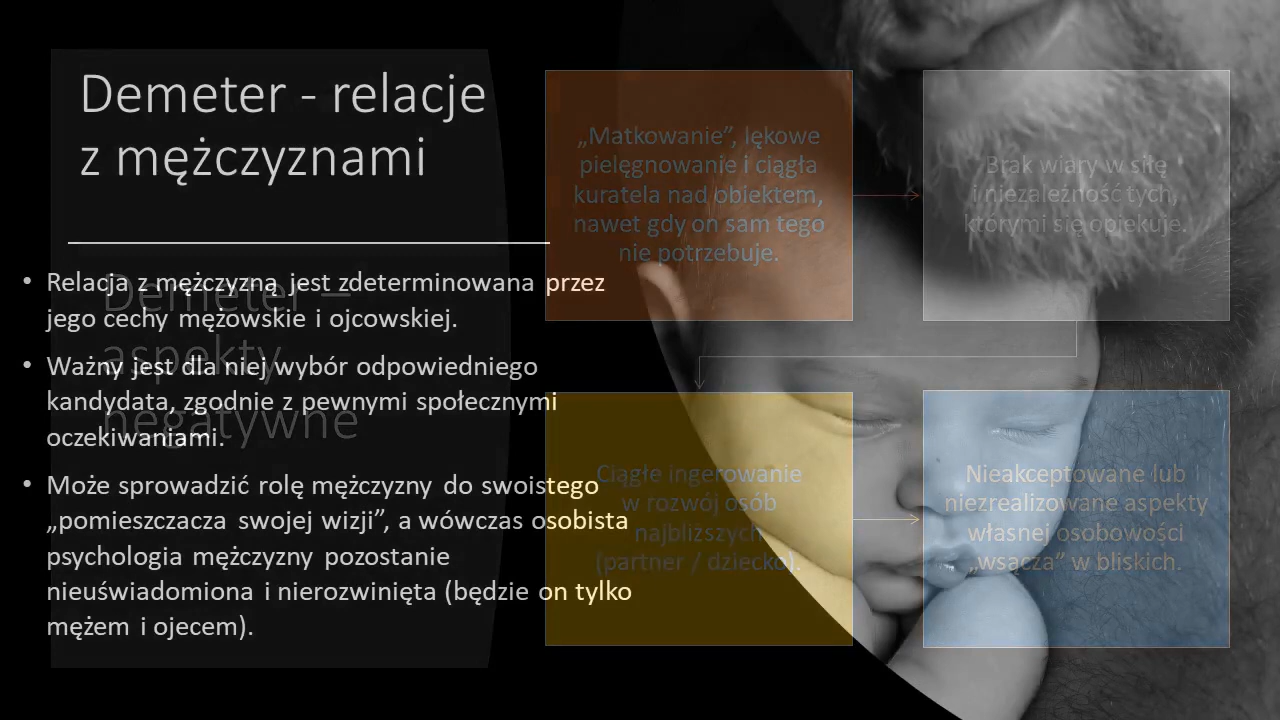 Demeter - relacje
z mężczyznami
• Relacja z mężczyzną jest zdeterminowana przez
jego cechy mężowskie i ojcowskiej.
• Ważny jest dla niej wybór odpowiedniego
kandydata, zgodnie z pewnymi społecznymi
oczekiwaniami.
• Może sprowadzić rolę mężczyzny do swoistego
„pomieszczacza swojej wizji”, a wówczas osobista
psychologia mężczyzny pozostanie
nieuświadomiona i nierozwinięta (będzie on tylko
mężem i ojecem).
Demeter –
aspekty
negatywne
„Matkowanie”, lękowe
pielęgnowanie i ciągła
kuratela nad obiektem,
nawet gdy on sam tego
nie potrzebuje.
Brak wiary w siłę
i niezależność tych,
którymi się opiekuje.
Ciągłe ingerowanie
w rozwój osób
najbliższych
(partner / dziecko).
Nieakceptowane lub
niezrealizowane aspekty
własnej osobowości
„wsącza” w bliskich.